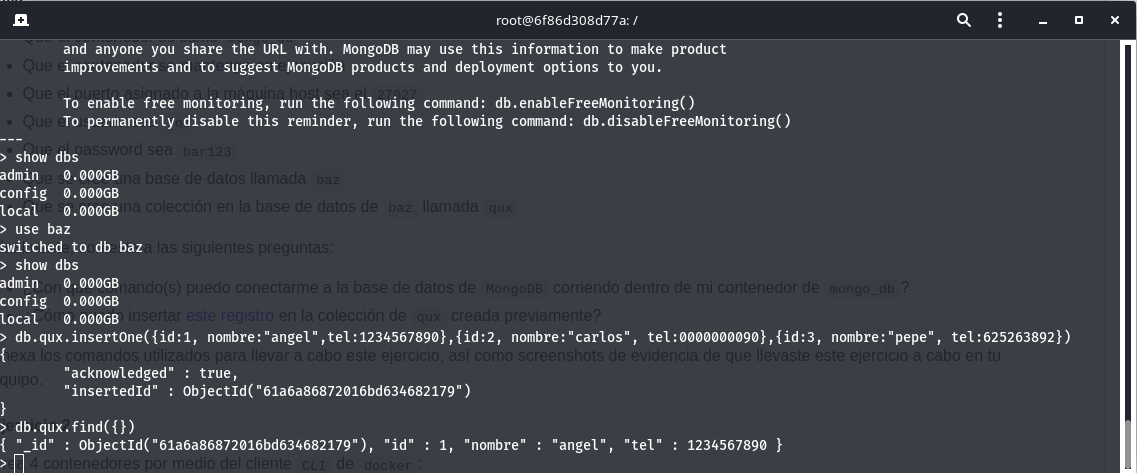 root@6f86d308d77a: /
and anyone you share the URL with. MongoDB may use this information to make product
improvements and to suggest MongoDB products and deployment options to you.
Que el puerto asignado a la máquina host sea el 27027
To enable free monitoring, run the following command: db.enableFreeMonitoring()
To permanently disable this reminder, run the following command: db.disableFreeMonitoring()
---
Que el password sea bar123
> show dbs
admin 0.000GB
una base de datos llamada baz
config 0.000GB
local 0.000GB
una colección en la base de datos de baz llamada qux
> use baz
switched to db baz
a las siguientes preguntas:
> show dbs
admin 0.000GB
¿Con qué comando(s) puedo conectarme a la base de datos de MongoDB corriendo dentro de mi contenedor de mongo_db ?
config 0.000GB
local 0.000GB
insertar este registro en la colección de qux creada previamente?
> db.qux.insertOne({id:1, nombre:"angel",tel:1234567890},{id:2, nombre:"carlos", tel:0000000090},{id:3, nombre:"pepe", tel:625263892})
{
nexa los comandos utilizados para llevar a cabo este ejercicio, así como screenshots de evidencia de que llevaste este ejercicio a cabo en tu
"acknowledged" : true,
quipo.
"insertedId" : ObjectId("61a6a86872016bd634682179")
}
> db.qux.find({})
{ "_id" : ObjectId("61a6a86872016bd634682179"), "id" : 1, "nombre" : "angel", "tel" : 1234567890 }
>
4 contenedores por medio del cliente CLI de docker :